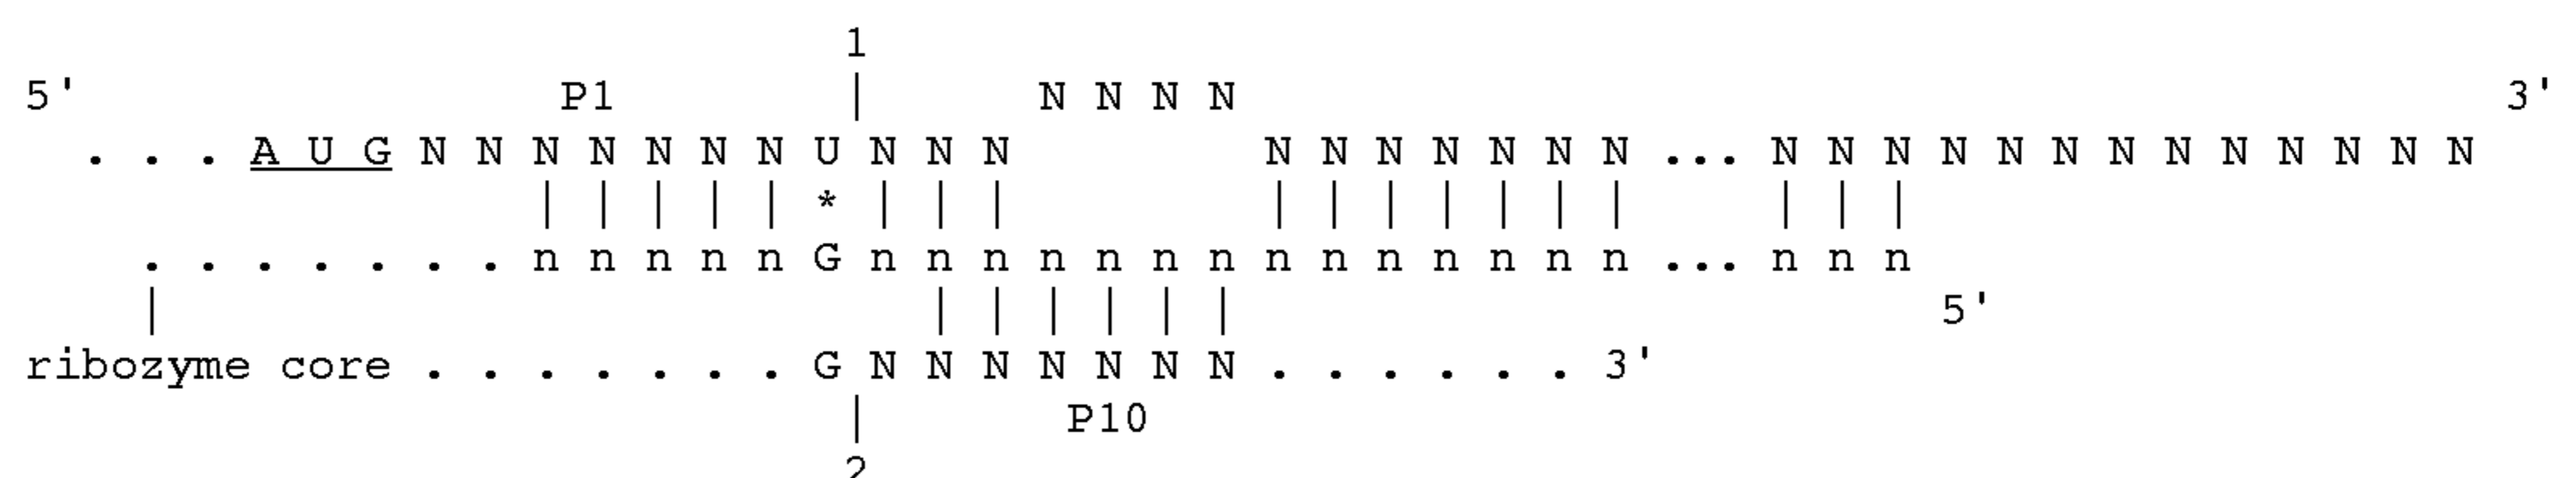 1
5' P1 | N N N N 3'
. . . A U G N N N N N N N U N N N N N N N N N N ... N N N N N N N N N N N N N
| | | | | * | | | | | | | | | | | | |
. . . . . . . n n n n n G n n n n n n n n n n n n n n ... n n n
| | | | | | | 5'
ribozyme core . . . . . . . G N N N N N N N . . . . . . 3'
| P10
2